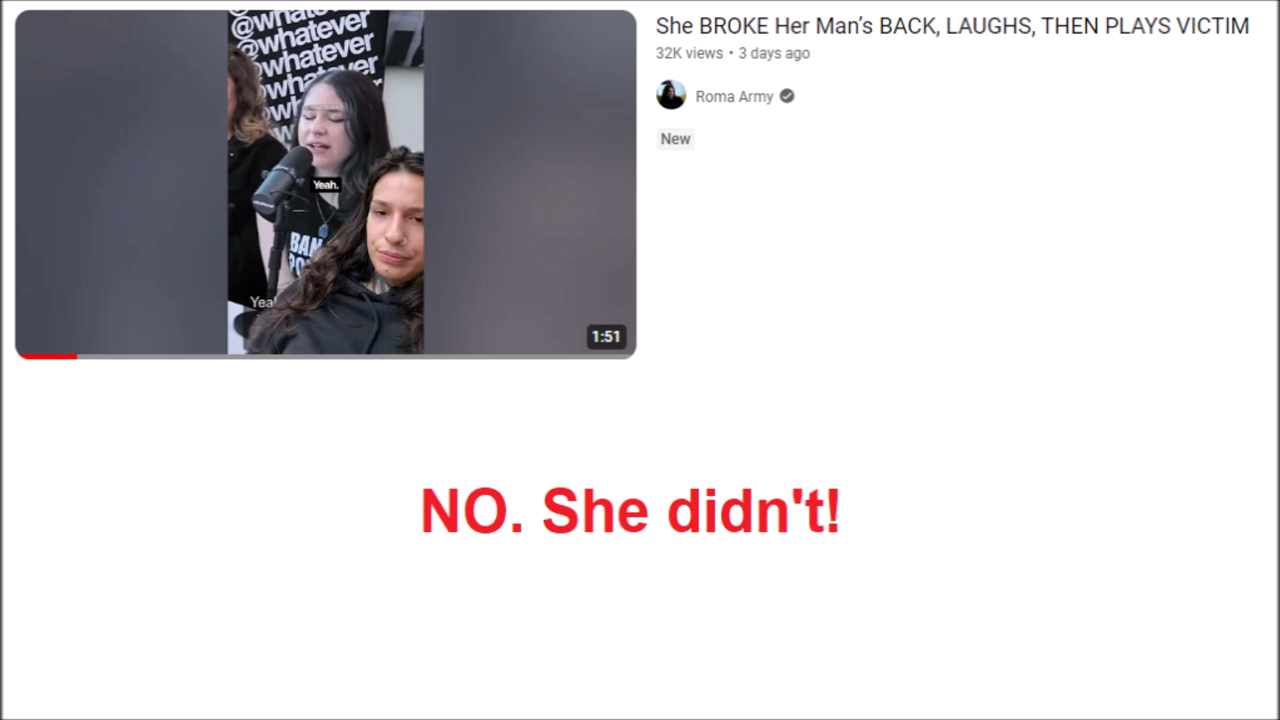 @whatever
@whatever
@whatever
@whatever
Yeah.
BAN
Yeah
1:51
She BROKE Her Man’s BACK, LAUGHS, THEN PLAYS VICTIM
32K views • 3 days ago
Roma Army
New
NO. She didn't!